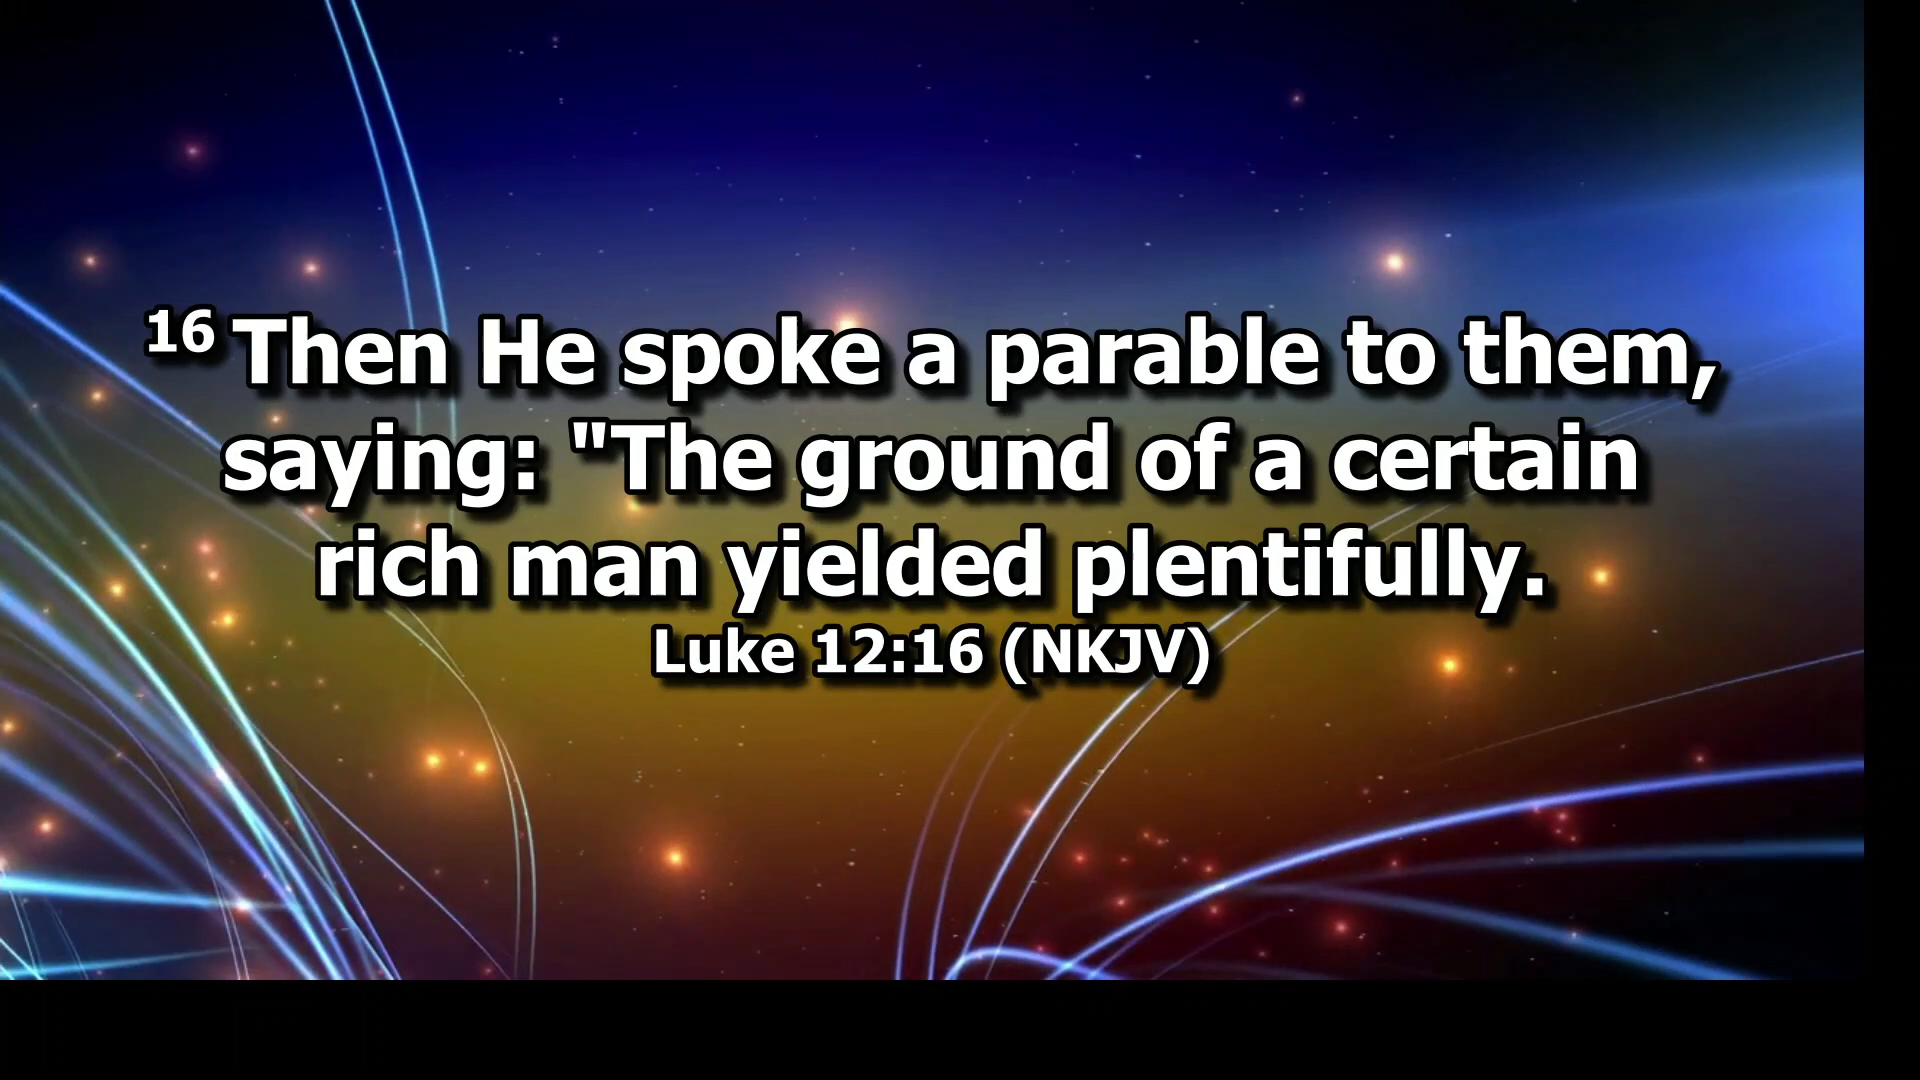 16 Then He spoke a parable to them,
saying: "The ground of a certain
rich man yielded plentifully.
Luke 12:16 (NKJV)